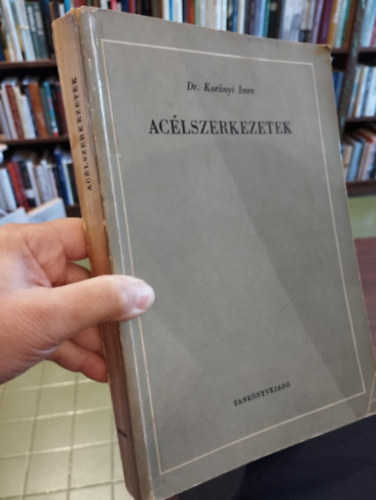 Dr. Korányi Imre
ACÉLSZERKEZETEK
TANKÖNYVKIADÓ
ACÉLSZERKEZETEK